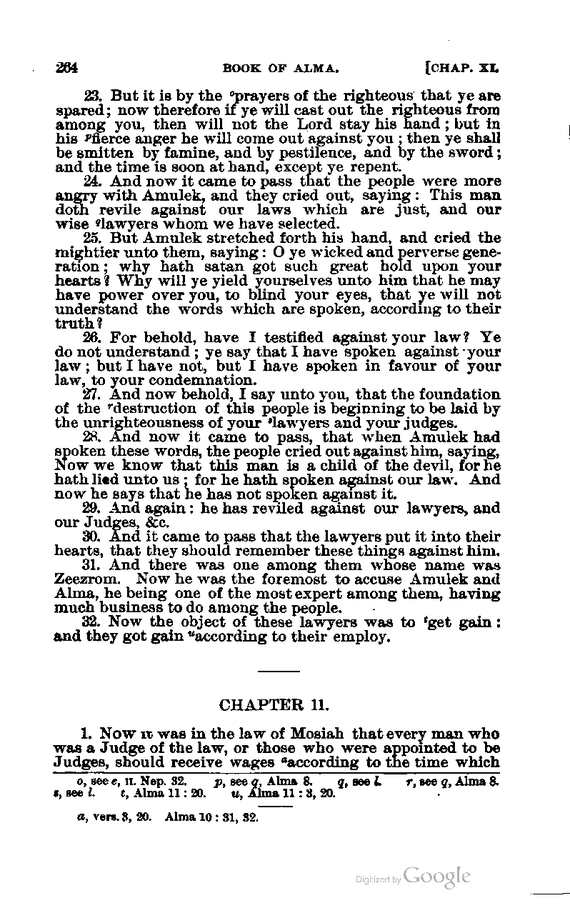 264 BOOK OF ALMA. [CHAP. XI.
23. But it is by the oprayers of the righteous that ye are
spared; now therefore if ye will cast out the righteous from
among you, then will not the Lord stay his hand; but in
his pfierce anger he will come out against you; then ye shall
be smitten by famine, and by pestilence, and by the sword;
and the time is soon at hand, except ye repent.
24. And now it came to pass that the people were more
angry with Amulek, and they cried out, saying: This man
doth revile against our laws which are just, and our
wise qlawyers whom we have selected.
25. But Amulek stretched forth his hand, and cried the
mightier unto them, saying: O ye wicked and perverse gene-
ration; why hath satan got such great hold upon your
hearts? Why will ye yield yourselves unto him that he may
have power over you, to blind your eyes, that ye will not
understand the words which are spoken, according to their
truth?
26. For behold, have I testified against your law? Ye
do not understand; ye say that I have spoken against your
law; but I have not, but I have spoken in favour of your
law, to your condemnation.
27. And now behold, I say unto you, that the foundation
of the rdestruction of this people is beginning to be laid by
the unrighteousness of your slawyers and your judges.
28. And now it came to pass, that when Amulek had
spoken these words, the people cried out against him, saying,
Now we know that this man is a child of the devil, for he
hath lied unto us; for he hath spoken against our law. And
now he says that he has not spoken against it.
29. And again: he has reviled against our lawyers, and
our Judges, &c.
30. And it came to pass that the lawyers put it into their
hearts, that they should remember these things against him.
31. And there was one among them whose name was
Zeezrom. Now he was the foremost to accuse Amulek and
Alma, he being one of the most expert among them, having
much business to do among the people.
32. Now the object of these lawyers was to tget gain:
and they got gain uaccording to their employ.
CHAPTER 11.
1. Now it was in the law of Mosiah that every man who
was a Judge of the law, or those who were appointed to be
Judges, should receive wages aaccording to the time which
o, see e, II. Nep. 32. p, see q, Alma 8. q, see l. r, see q, Alma 8.
s, see l. t, Alma 11:20. u, Alma 11:3, 20.
a, vers. 3, 20. Alma 10:31, 32.
Digitized by Google